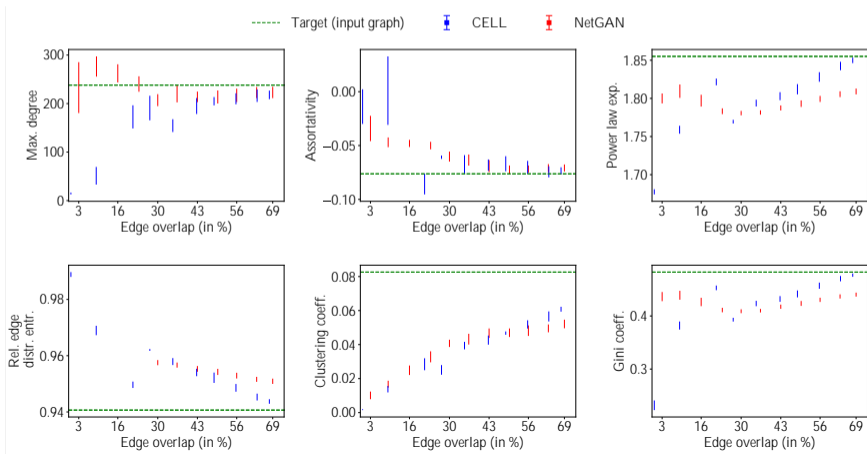 Target (input graph) CELL NetGAN
300
200
100
0
Max. degree
3 16 30 43 56 69
Edge overlap (in %)
0.00
−0.05
−0.10
Assortativity
3 16 30 43 56 69
Edge overlap (in %)
1.85
1.80
1.75
1.70
Power law exp.
3 16 30 43 56 69
Edge overlap (in %)
0.98
0.96
0.94
Rel. edge
distr. entr.
3 16 30 43 56 69
Edge overlap (in %)
0.08
0.06
0.04
0.02
0.00
Clustering coeff.
3 16 30 43 56 69
Edge overlap (in %)
0.4
0.3
Gini coeff.
3 16 30 43 56 69
Edge overlap (in %)